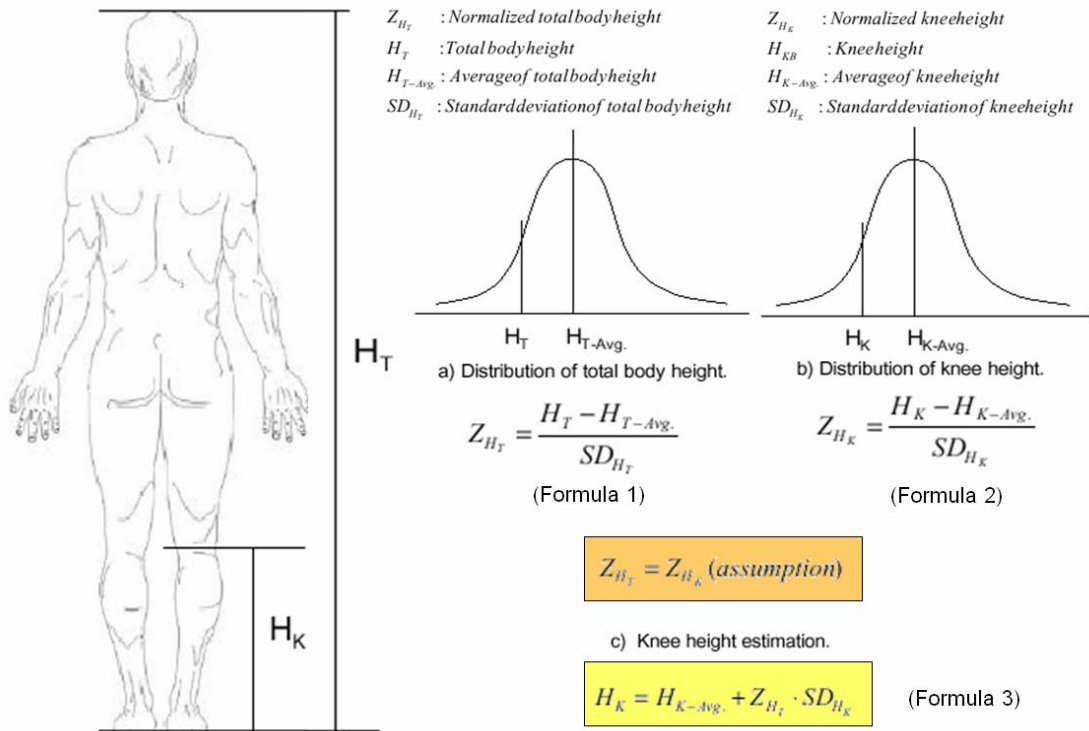 Z_{H_T} : Normalized total body height
H_T : Total body height
H_{T-Avg.} : Average of total body height
SD_{H_T} : Standard deviation of total body height
Z_{H_K} : Normalized knee height
H_{KB} : Knee height
H_{K-Avg.} : Average of knee height
SD_{H_K} : Standard deviation of knee height
H_T
H_T H_{T-Avg.}
a) Distribution of total body height.
Z_{H_T} = \frac{H_T - H_{T-Avg.}}{SD_{H_T}}
(Formula 1)
H_K H_{K-Avg.}
b) Distribution of knee height.
Z_{H_K} = \frac{H_K - H_{K-Avg.}}{SD_{H_K}}
(Formula 2)
Z_{H_T} = Z_{H_K} (assumption)
H_K
c) Knee height estimation.
H_K = H_{K-Avg.} + Z_{H_T} · SD_{H_K} (Formula 3)